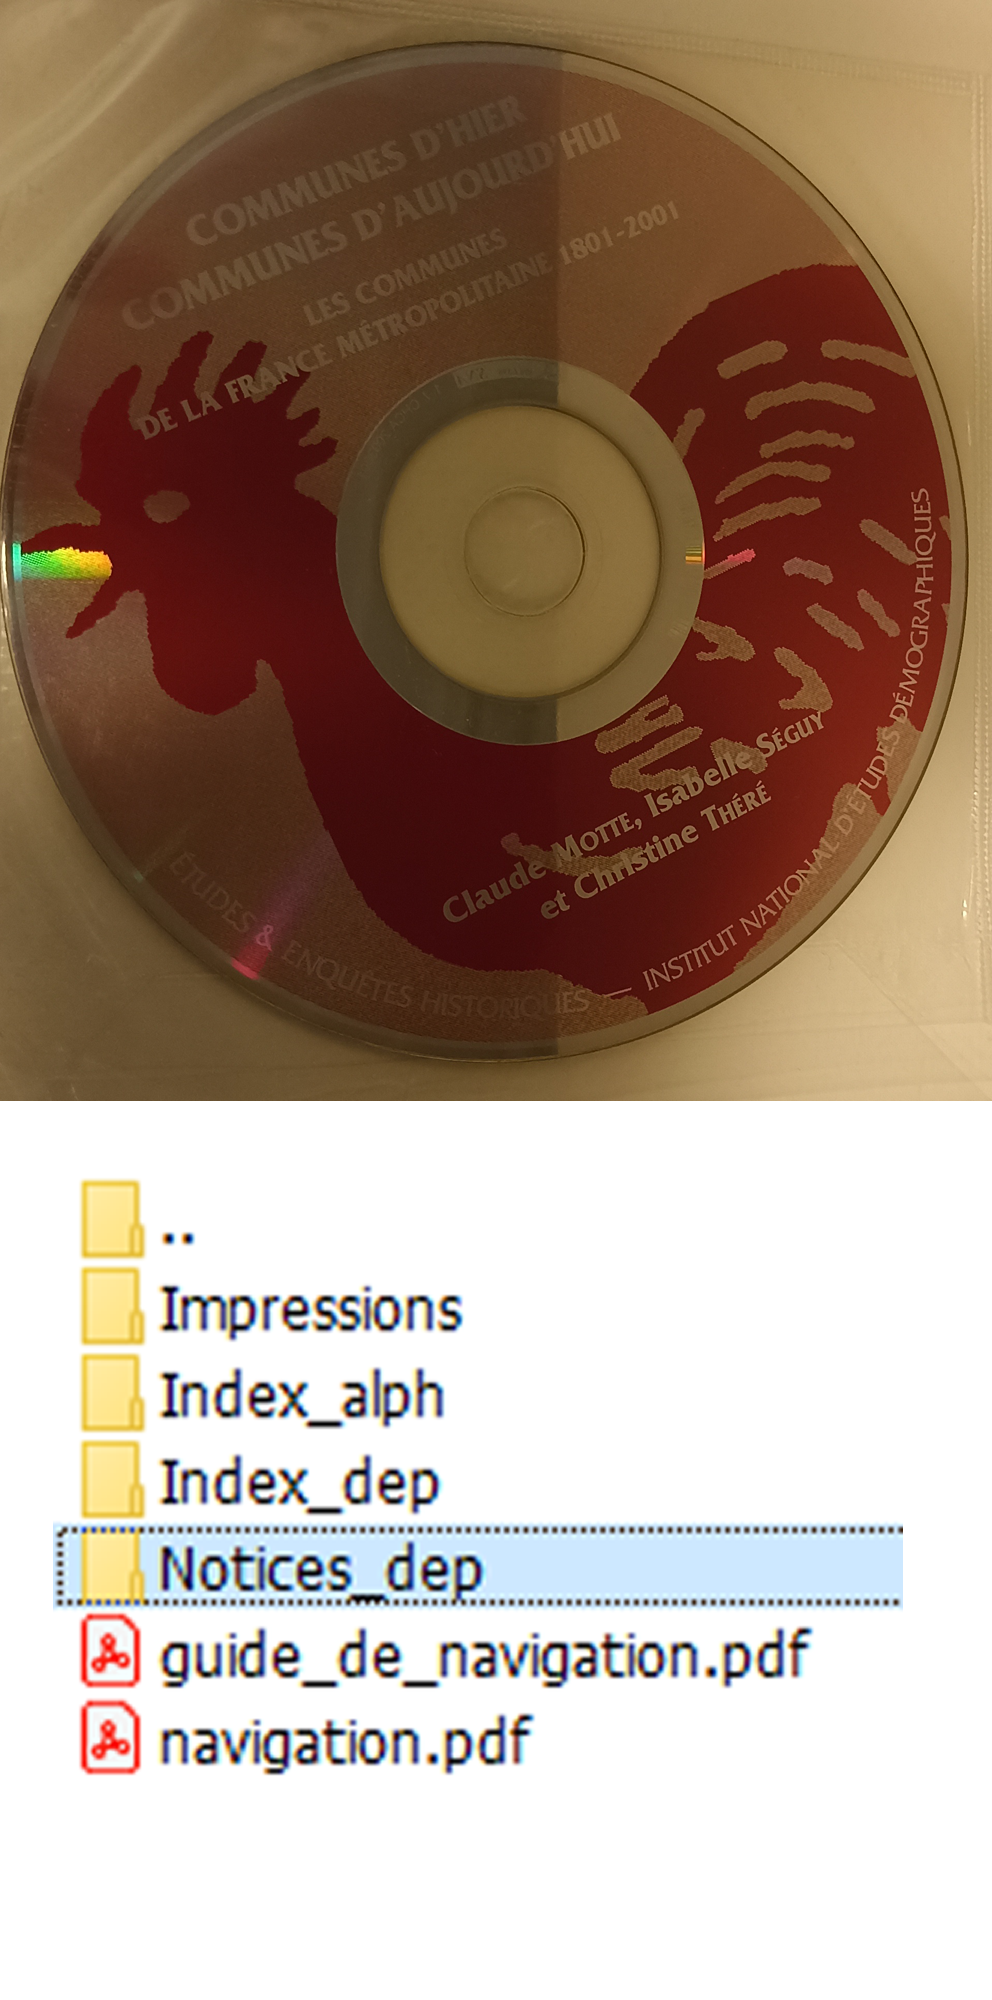 COMMUNES D'HIER
COMMUNES D'AUJOURD'HUI
LES COMMUNES
DE LA FRANCE MÉTROPOLITAINE 1801-2001
Claude MOTTE, Isabelle SÉGUY
et Christine THÉRÉ
ÉTUDES & ENQUÊTES HISTORIQUES — INSTITUT NATIONAL D'ÉTUDES DÉMOGRAPHIQUES
..
Impressions
Index_alph
Index_dep
Notices_dep
guide_de_navigation.pdf
navigation.pdf